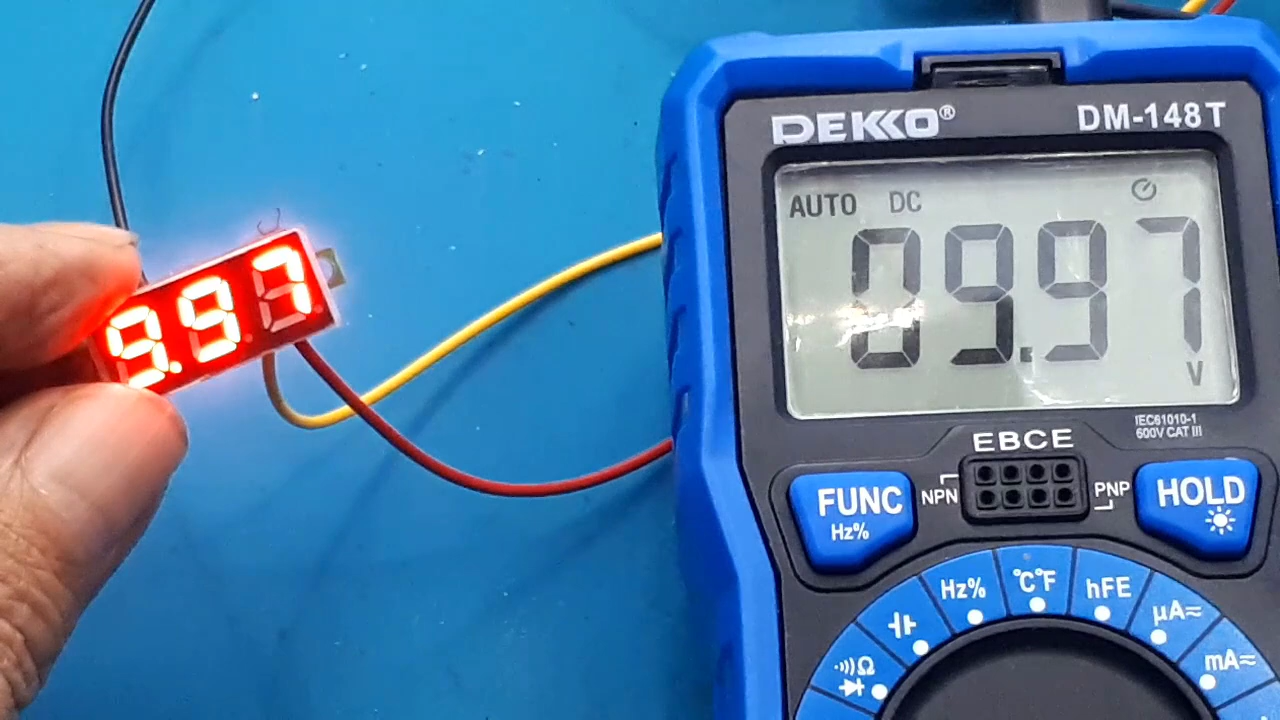 9.97
DEKKO®
DM-148T
AUTO DC
09.97
V
IEC61010-1
600V CAT III
EBCE
NPN
PNP
FUNC
Hz%
HOLD
Hz%
°C°F
hFE
µA≂
mA≂
Ω